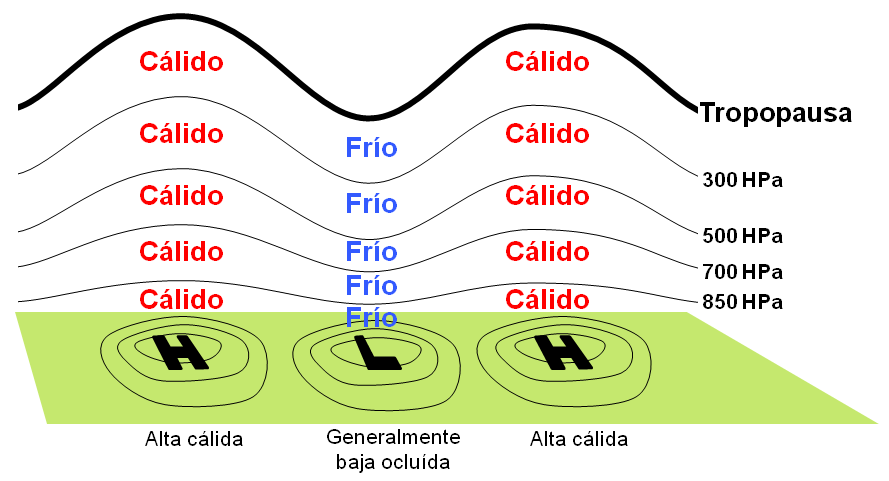 Cálido
Cálido
Tropopausa
Cálido
Frío
Cálido
300 HPa
Cálido
Frío
Cálido
500 HPa
Cálido
Frío
Cálido
700 HPa
Frío
Cálido
Cálido
850 HPa
Frío
H
L
H
Alta cálida
Generalmente
baja ocluída
Alta cálida